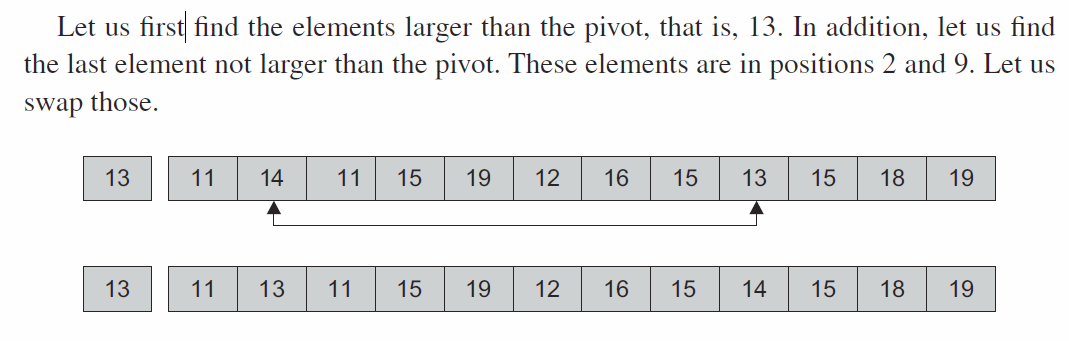 Let us first find the elements larger than the pivot, that is, 13. In addition, let us find
the last element not larger than the pivot. These elements are in positions 2 and 9. Let us
swap those.
13 11 14 11 15 19 12 16 15 13 15 18 19
13 11 13 11 15 19 12 16 15 14 15 18 19